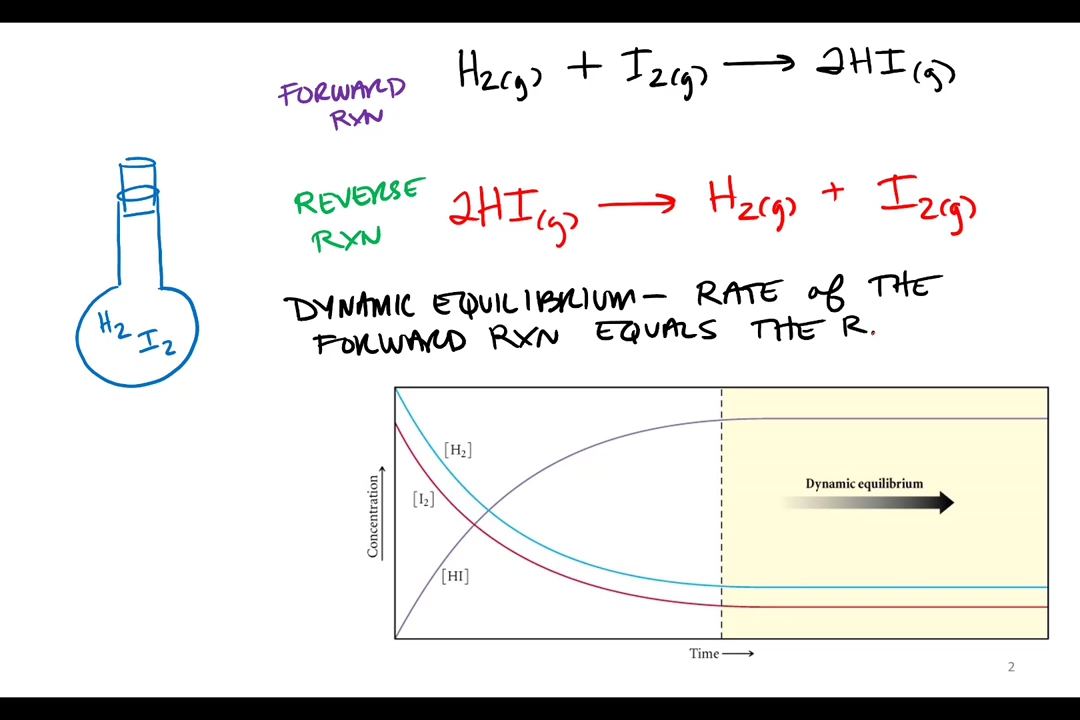 H₂(g) + I₂(g) ⟶ 2HI(g)
FORWARD
RXN
REVERSE
RXN
2HI(g) ⟶ H₂(g) + I₂(g)
DYNAMIC EQUILIBRIUM – RATE of THE
FORWARD RXN EQUALS THE R.
H₂
I₂
[H₂]
[I₂]
[HI]
Dynamic equilibrium
Concentration ⟶
Time ⟶
2